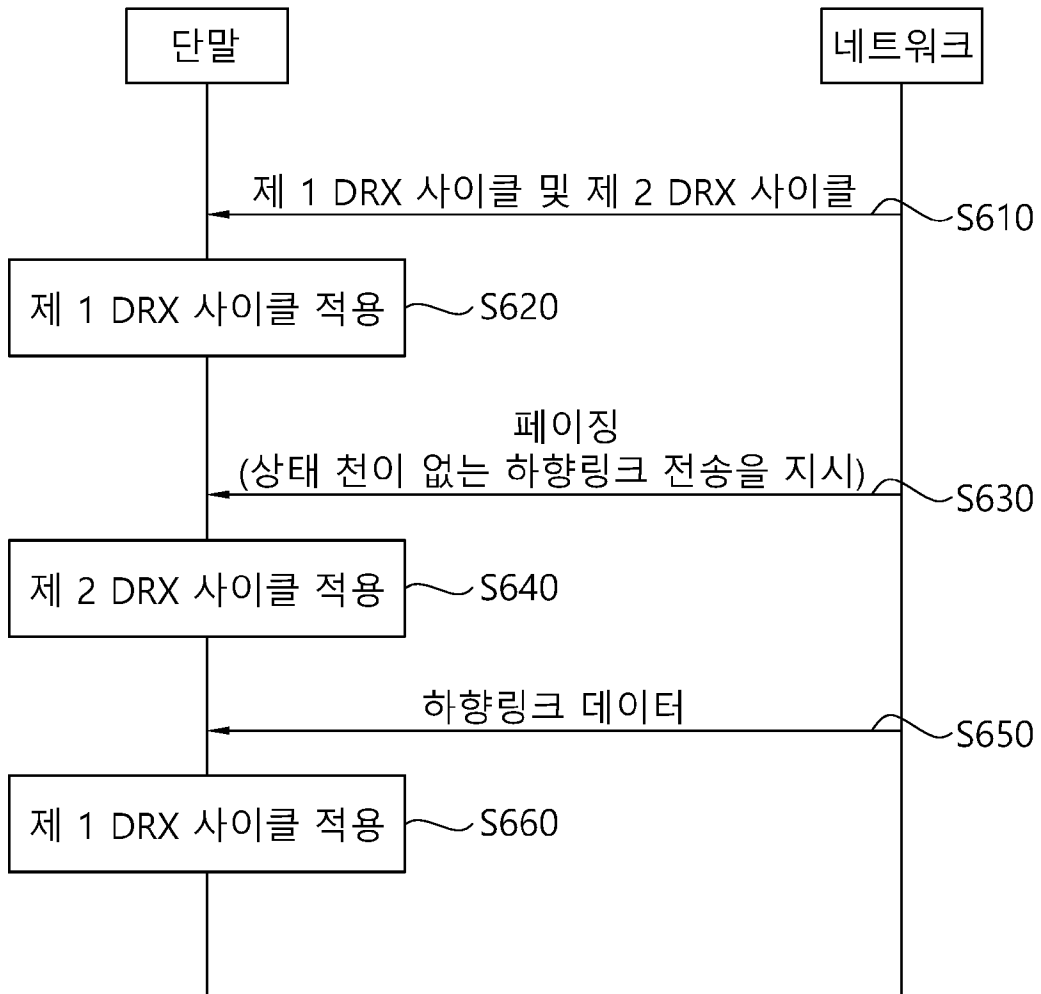 단말
네트워크
제 1 DRX 사이클 및 제 2 DRX 사이클
S610
제 1 DRX 사이클 적용
S620
페이징
(상태 천이 없는 하향링크 전송을 지시)
S630
제 2 DRX 사이클 적용
S640
하향링크 데이터
S650
제 1 DRX 사이클 적용
S660